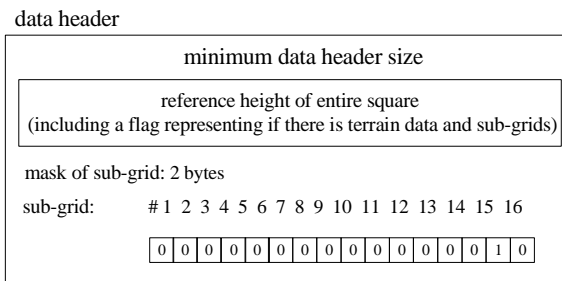 data header
minimum data header size
reference height of entire square
(including a flag representing if there is terrain data and sub-grids)
mask of sub-grid: 2 bytes
sub-grid: # 1 2 3 4 5 6 7 8 9 10 11 12 13 14 15 16
0 0 0 0 0 0 0 0 0 0 0 0 0 0 1 0